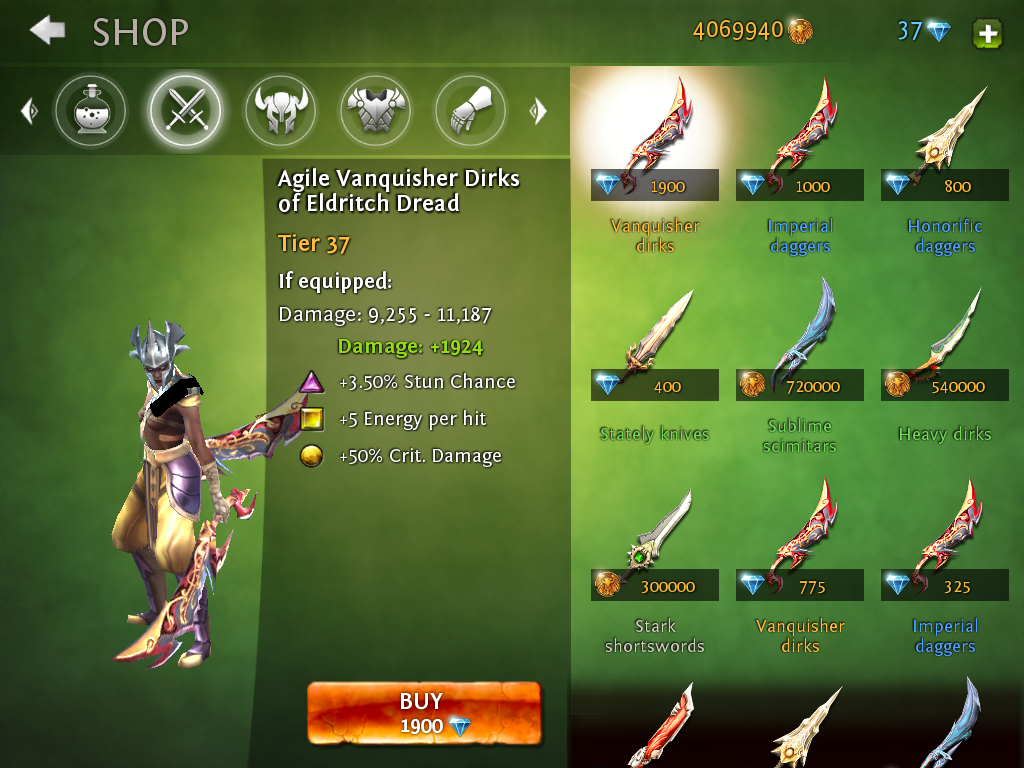 SHOP
4069940
37
Agile Vanquisher Dirks
of Eldritch Dread
Tier 37
If equipped:
Damage: 9,255 - 11,187
Damage: +1924
+3.50% Stun Chance
+5 Energy per hit
+50% Crit. Damage
BUY
1900
1900
1000
800
Vanquisher
dirks
Imperial
daggers
Honorific
daggers
400
720000
540000
Stately knives
Sublime
scimitars
Heavy dirks
300000
775
325
Stark
shortswords
Vanquisher
dirks
Imperial
daggers